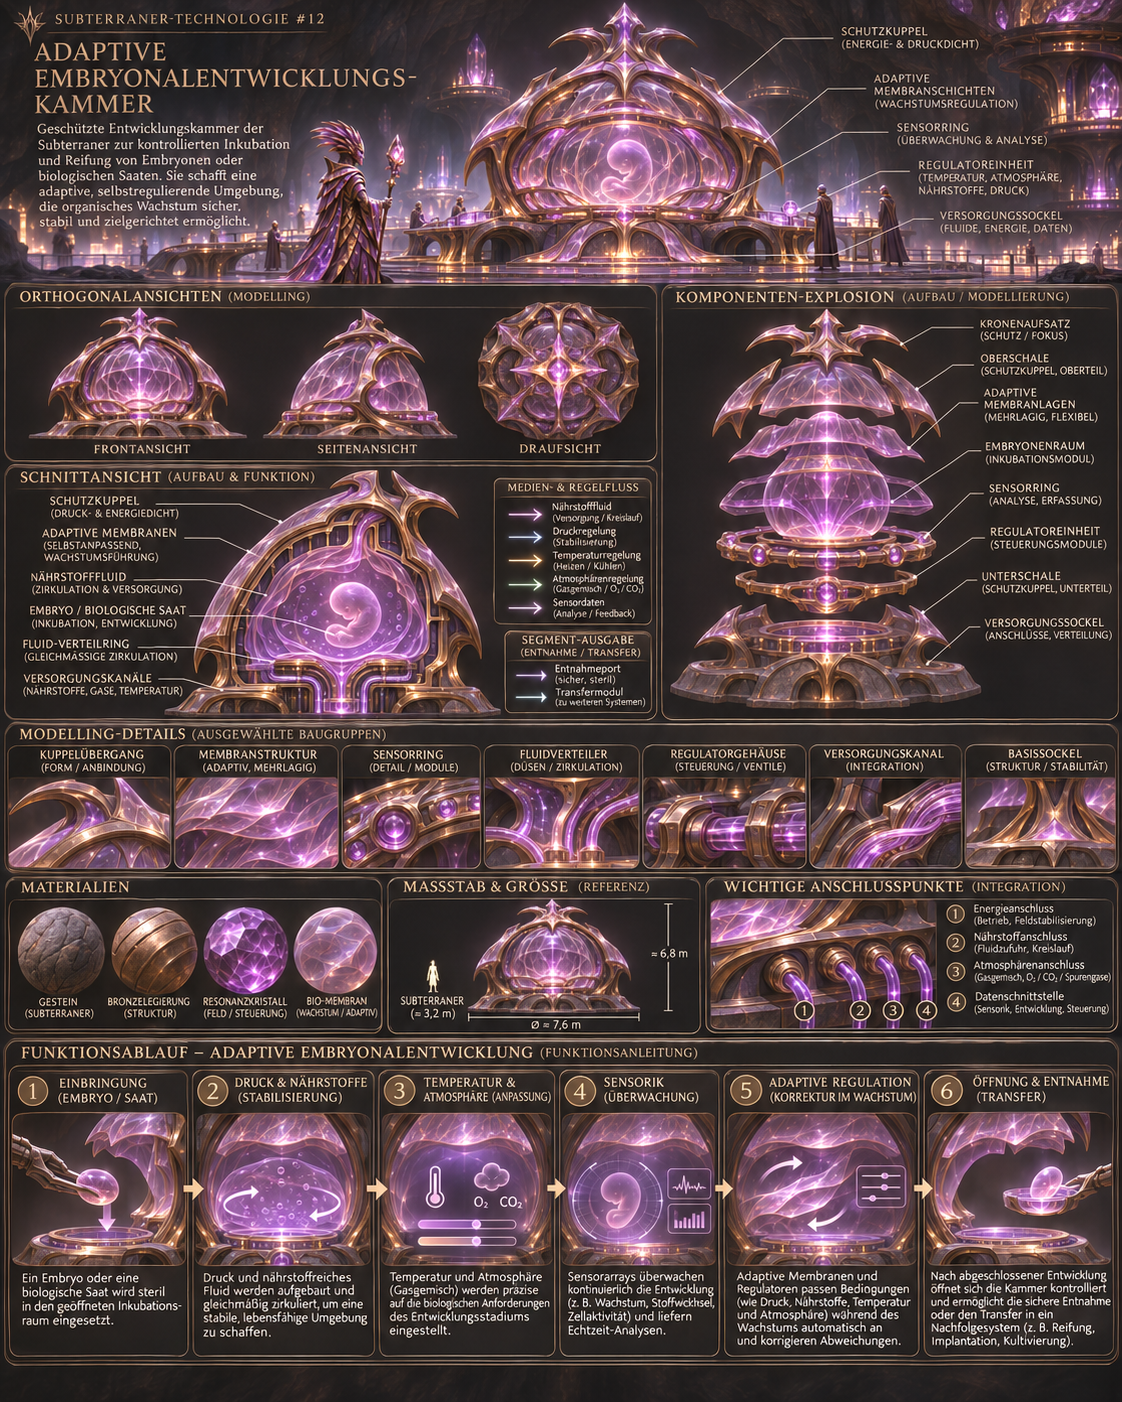 SUBTERRANER-TECHNOLOGIE #12
ADAPTIVE
EMBRYONALENTWICKLUNGS-
KAMMER
Geschützte Entwicklungskammer der
Subterraner zur kontrollierten Inkubation
und Reifung von Embryonen oder
biologischen Saaten. Sie schafft eine
adaptive, selbstregulierende Umgebung,
die organisches Wachstum sicher,
stabil und zielgerichtet ermöglicht.
SCHUTZKUPPEL
(ENERGIE- & DRUCKDICHT)
ADAPTIVE
MEMBRANSCHICHTEN
(WACHSTUMSREGULATION)
SENSORRING
(ÜBERWACHUNG & ANALYSE)
REGULATOREINHEIT
(TEMPERATUR, ATMOSPHÄRE,
NÄHRSTOFFE, DRUCK)
VERSORGUNGSSOCKEL
(FLUIDE, ENERGIE, DATEN)
ORTHOGONALANSICHTEN (MODELLING)
FRONTANSICHT
SEITENANSICHT
DRAUFSICHT
KOMPONENTEN-EXPLOSION (AUFBAU / MODELLIERUNG)
KRONENAUFSATZ
(SCHUTZ / FOKUS)
OBERSCHALE
(SCHUTZKUPPEL, OBERTEIL)
ADAPTIVE
MEMBRANLAGEN
(MEHRLAGIG, FLEXIBEL)
EMBRYONENRAUM
(INKUBATIONSMODUL)
SENSORRING
(ANALYSE, ERFASSUNG)
REGULATOREINHEIT
(STEUERUNGSMODULE)
UNTERSCHALE
(SCHUTZKUPPEL, UNTERTEIL)
VERSORGUNGSSOCKEL
(ANSCHLÜSSE, VERTEILUNG)
SCHNITTANSICHT (AUFBAU & FUNKTION)
SCHUTZKUPPEL
(DRUCK- & ENERGIEDICHT)
ADAPTIVE MEMBRANEN
(SELBSTANPASSEND,
WACHSTUMSFÜHRUNG)
NÄHRSTOFFFLUID
(ZIRKULATION & VERSORGUNG)
EMBRYO / BIOLOGISCHE SAAT
(INKUBATION, ENTWICKLUNG)
FLUID-VERTEILRING
(GLEICHMÄSSIGE ZIRKULATION)
VERSORGUNGSKANÄLE
(NÄHRSTOFFE, GASE, TEMPERATUR)
MEDIEN- & REGELFLUSS
Nährstofffluid
(Versorgung / Kreislauf)
Druckregelung
(Stabilisierung)
Temperaturregelung
(Heizen / Kühlen)
Atmosphärenregelung
(Gasgemisch / O₂ / CO₂)
Sensordaten
(Analyse / Feedback)
SEGMENT-AUSGABE
(ENTNAHME / TRANSFER)
Entnahmeport
(sicher, steril)
Transfermodul
(zu weiteren Systemen)
MODELLING-DETAILS (AUSGEWÄHLTE BAUGRUPPEN)
KUPPELÜBERGANG
(FORM / ANBINDUNG)
MEMBRANSTRUKTUR
(ADAPTIV, MEHRLAGIG)
SENSORRING
(DETAIL / MODULE)
FLUIDVERTEILER
(DÜSEN / ZIRKULATION)
REGULATORGEHÄUSE
(STEUERUNG / VENTILE)
VERSORGUNGSKANAL
(INTEGRATION)
BASISSOCKEL
(STRUKTUR / STABILITÄT)
MATERIALIEN
GESTEIN
(SUBTERRANER)
BRONZELEGIERUNG
(STRUKTUR)
RESONANZKRISTALL
(FELD / STEUERUNG)
BIO-MEMBRAN
(WACHSTUM / ADAPTIV)
MASSSTAB & GRÖSSE (REFERENZ)
SUBTERRANER
(≈ 3,2 m)
≈ 6,8 m
Ø ≈ 7,6 m
WICHTIGE ANSCHLUSSPUNKTE (INTEGRATION)
1 2 3 4
1 Energieanschluss
(Betrieb, Feldstabilisierung)
2 Nährstoffanschluss
(Fluidzufuhr, Kreislauf)
3 Atmosphärenanschluss
(Gasgemisch, O₂ / CO₂ / Spurengase)
4 Datenschnittstelle
(Sensorik, Entwicklung, Steuerung)
FUNKTIONSABLAUF – ADAPTIVE EMBRYONALENTWICKLUNG (FUNKTIONSANLEITUNG)
1 EINBRINGUNG
(EMBRYO / SAAT)
Ein Embryo oder eine
biologische Saat wird steril
in den geöffneten Inkubations-
raum eingesetzt.
2 DRUCK & NÄHRSTOFFE
(STABILISIERUNG)
Druck und nährstoffreiches
Fluid werden aufgebaut und
gleichmäßig zirkuliert, um eine
stabile, lebensfähige Umgebung
zu schaffen.
3 TEMPERATUR &
ATMOSPHÄRE (ANPASSUNG)
O₂ CO₂
Temperatur und Atmosphäre
(Gasgemisch) werden präzise
auf die biologischen Anforderungen
des Entwicklungsstadiums
eingestellt.
4 SENSORIK
(ÜBERWACHUNG)
Sensorarrays überwachen
kontinuierlich die Entwicklung
(z. B. Wachstum, Stoffwechsel,
Zellaktivität) und liefern
Echtzeit-Analysen.
5 ADAPTIVE REGULATION
(KORREKTUR IM WACHSTUM)
Adaptive Membranen und
Regulatoren passen Bedingungen
(wie Druck, Nährstoffe, Temperatur
und Atmosphäre) während des
Wachstums automatisch an
und korrigieren Abweichungen.
6 ÖFFNUNG & ENTNAHME
(TRANSFER)
Nach abgeschlossener Entwicklung
öffnet sich die Kammer kontrolliert
und ermöglicht die sichere Entnahme
oder den Transfer in ein
Nachfolgesystem (z. B. Reifung,
Implantation, Kultivierung).